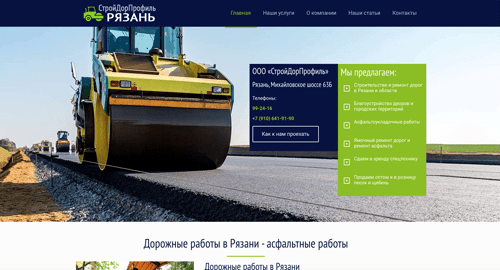 СтройДорПрофиль
РЯЗАНЬ
Главная Наши услуги О компании Наши статьи Контакты
ООО «СтройДорПрофиль»
Рязань, Михайловское шоссе 63Б
Телефоны:
99-24-16
+7 (910) 641-91-90
Как к нам проехать
Мы предлагаем:
Строительство и ремонт дорог
в Рязани и области
Благоустройство дворов и
городских территорий
Асфальтоукладочные работы
Ямочный ремонт дорог и
ремонт асфальта
Сдаем в аренду спецтехнику
Продаем оптом и в розницу
песок и щебень
Дорожные работы в Рязани - асфальтные работы
Дорожные работы в Рязани